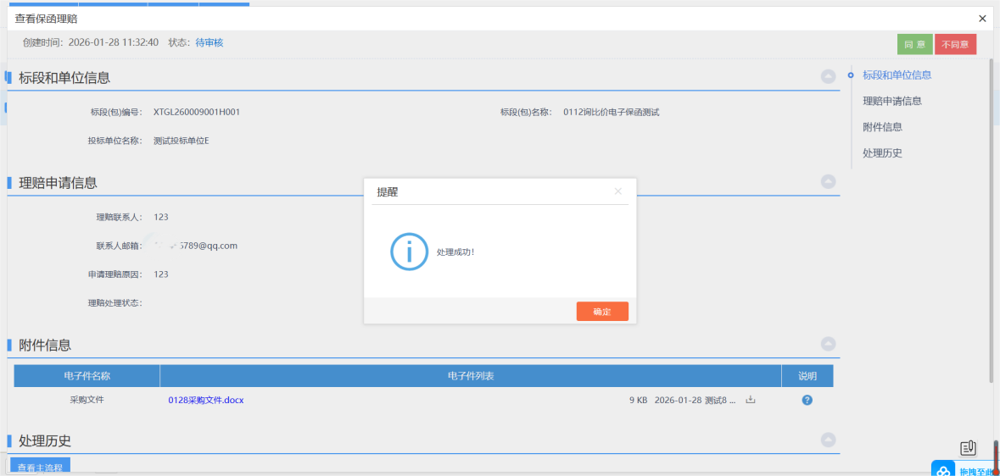 查看保函理赔
创建时间： 2026-01-28 11:32:40 状态： 待审核
同 意 不同意
标段和单位信息
标段(包)编号： XTGL260009001H001 标段(包)名称： 0112询比价电子保函测试
投标单位名称： 测试投标单位E
标段和单位信息
理赔申请信息
附件信息
处理历史
理赔申请信息
理赔联系人： 123
联系人邮箱： 5789@qq.com
申请理赔原因： 123
理赔处理状态：
提醒
处理成功！
确定
附件信息
电子件名称 电子件列表 说明
采购文件 0128采购文件.docx 9 KB 2026-01-28 测试8 ...
处理历史
查看主流程
拖拽至此